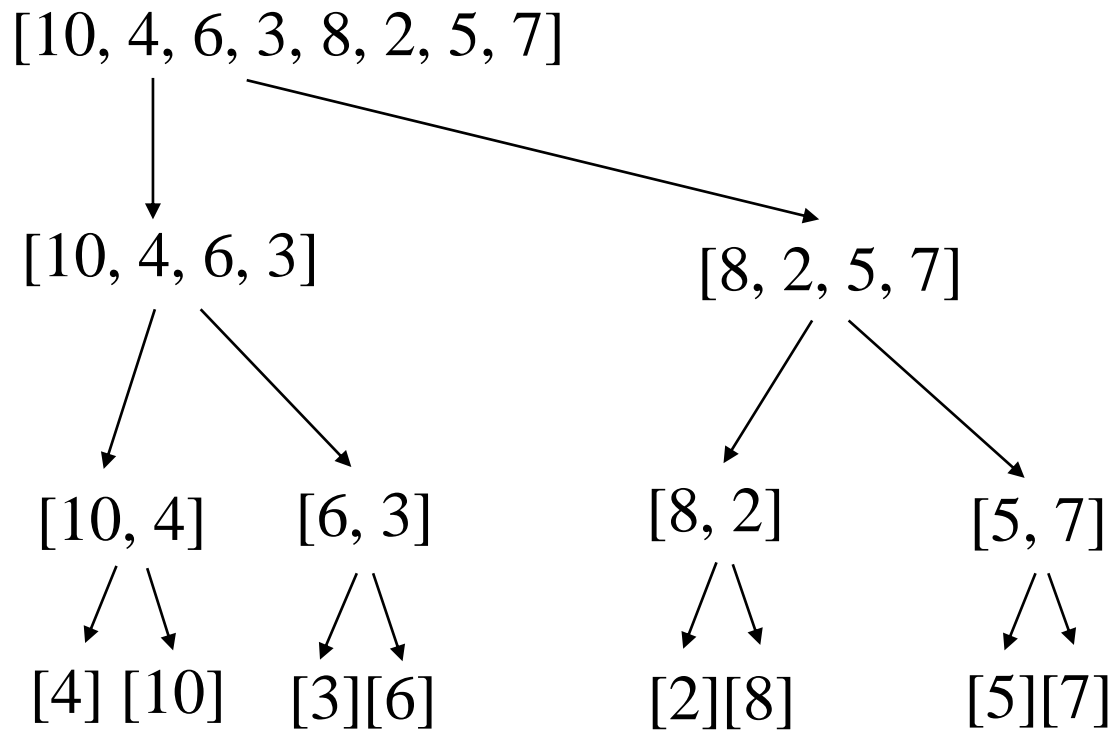 [10, 4, 6, 3, 8, 2, 5, 7]
[10, 4, 6, 3]
[8, 2, 5, 7]
[10, 4]
[6, 3]
[8, 2]
[5, 7]
[4] [10]
[3][6]
[2][8]
[5][7]